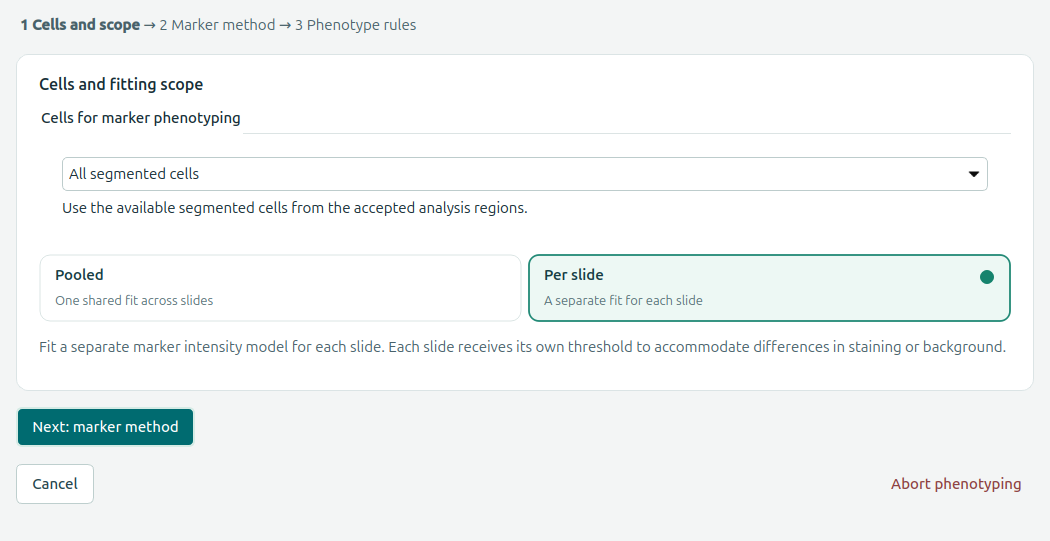 1 Cells and scope → 2 Marker method → 3 Phenotype rules
Cells and fitting scope
Cells for marker phenotyping
All segmented cells
Use the available segmented cells from the accepted analysis regions.
Pooled
One shared fit across slides
Per slide
A separate fit for each slide
Fit a separate marker intensity model for each slide. Each slide receives its own threshold to accommodate differences in staining or background.
Next: marker method
Cancel
Abort phenotyping